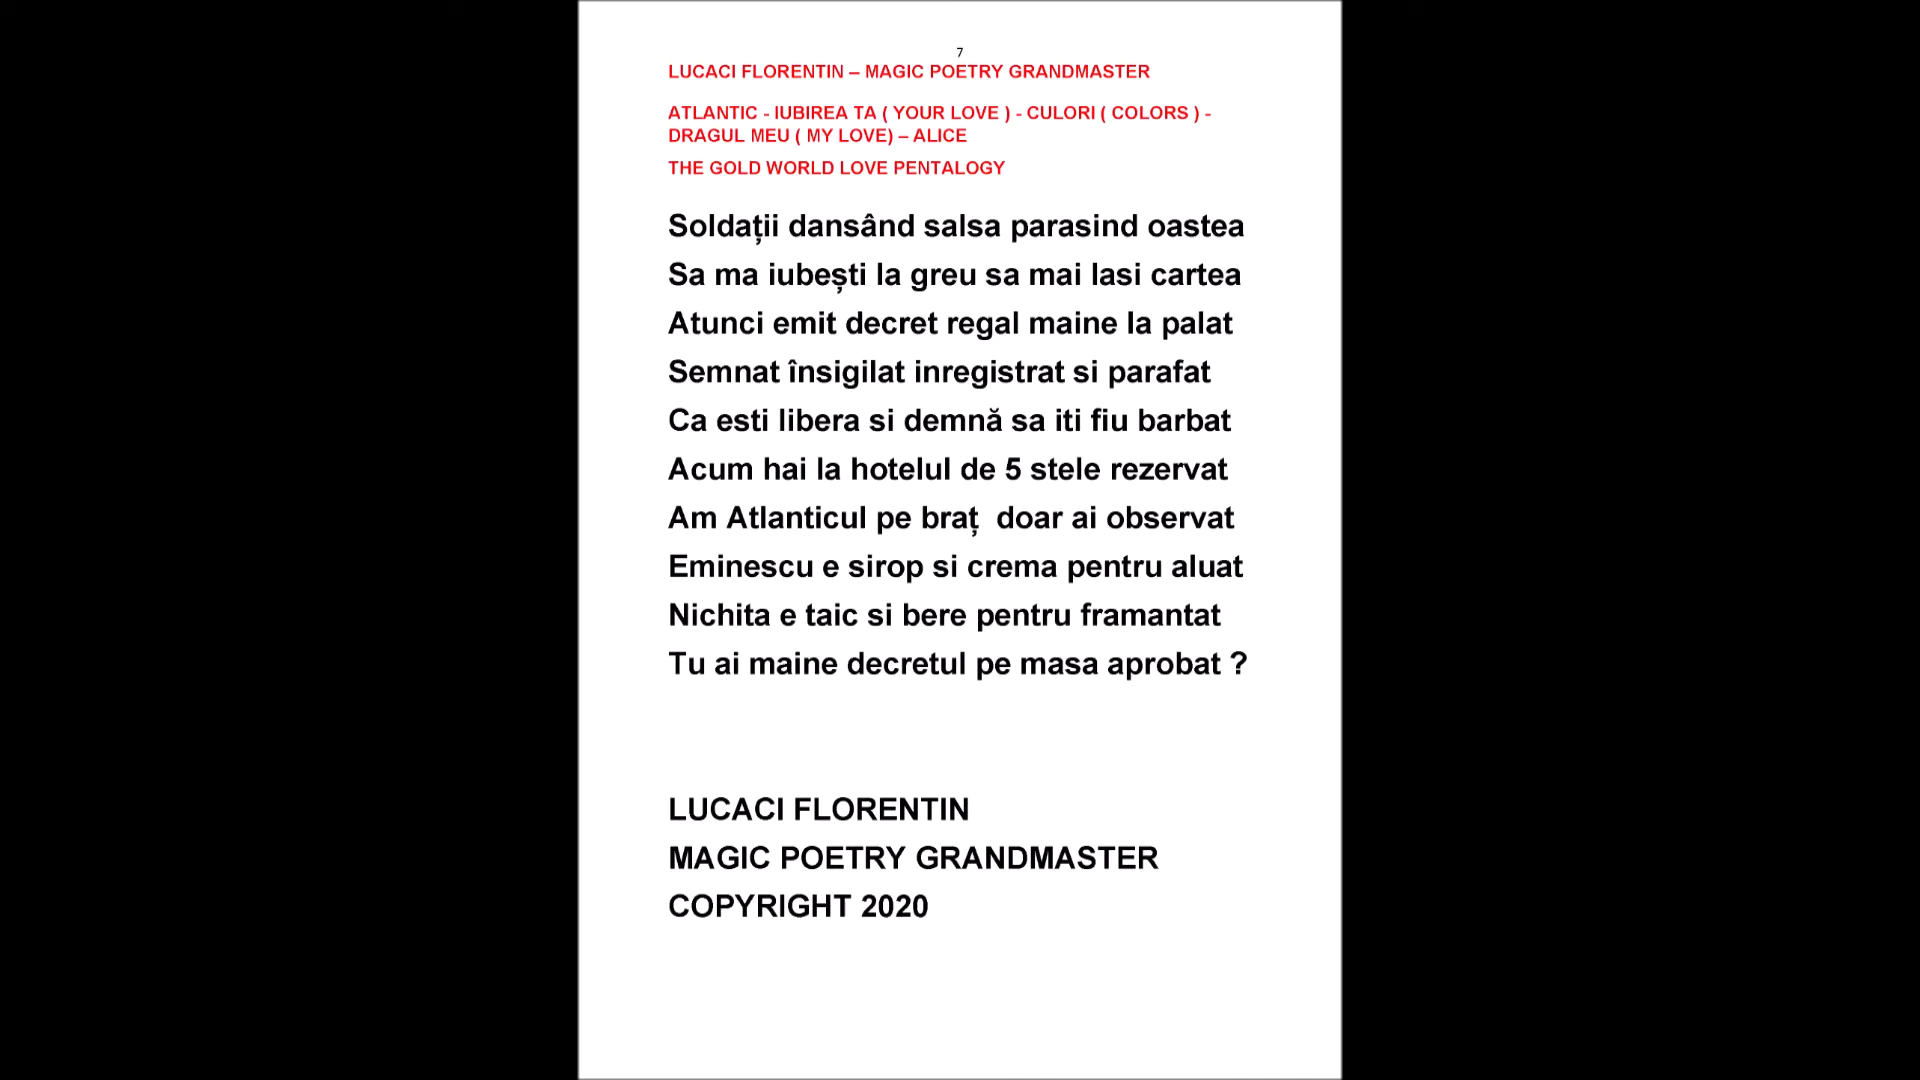 7
LUCACI FLORENTIN – MAGIC POETRY GRANDMASTER
ATLANTIC - IUBIREA TA ( YOUR LOVE ) - CULORI ( COLORS ) -
DRAGUL MEU ( MY LOVE) – ALICE
THE GOLD WORLD LOVE PENTALOGY
Soldații dansând salsa parasind oastea
Sa ma iubești la greu sa mai lasi cartea
Atunci emit decret regal maine la palat
Semnat însigilat inregistrat si parafat
Ca esti libera si demnă sa iti fiu barbat
Acum hai la hotelul de 5 stele rezervat
Am Atlanticul pe braț  doar ai observat
Eminescu e sirop si crema pentru aluat
Nichita e taic si bere pentru framantat
Tu ai maine decretul pe masa aprobat ?
LUCACI FLORENTIN
MAGIC POETRY GRANDMASTER
COPYRIGHT 2020